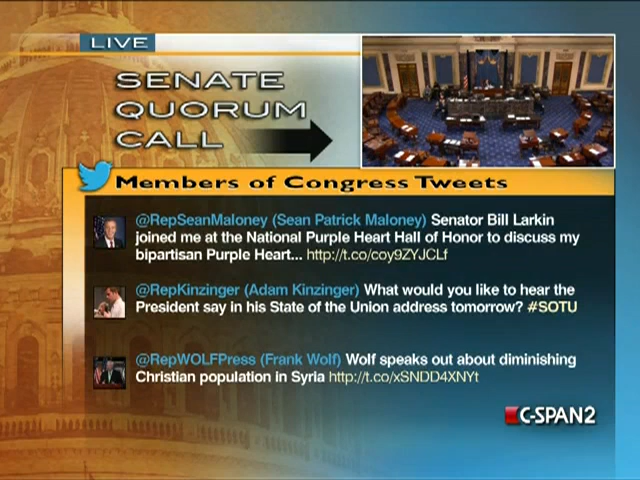 LIVE
SENATE
QUORUM
CALL
Members of Congress Tweets
@RepSeanMaloney (Sean Patrick Maloney) Senator Bill Larkin
joined me at the National Purple Heart Hall of Honor to discuss my
bipartisan Purple Heart... http://t.co/coy9ZYJCLf
@RepKinzinger (Adam Kinzinger) What would you like to hear the
President say in his State of the Union address tomorrow? #SOTU
@RepWOLFPress (Frank Wolf) Wolf speaks out about diminishing
Christian population in Syria http://t.co/xSNDD4XNYt
C-SPAN2